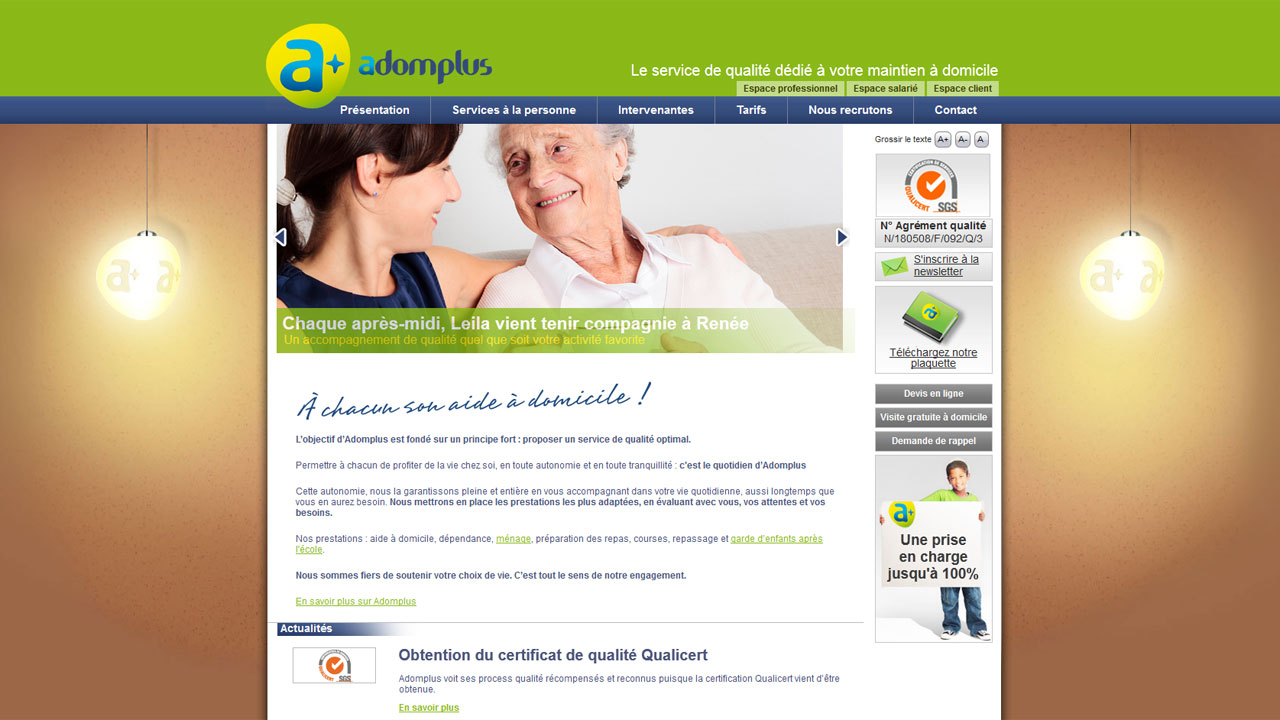 a+ adomplus
Le service de qualité dédié à votre maintien à domicile
Espace professionnel Espace salarié Espace client
Présentation Services à la personne Intervenantes Tarifs Nous recrutons Contact
Chaque après-midi, Leïla vient tenir compagnie à Renée
Un accompagnement de qualité quel que soit votre activité favorite
À chacun son aide à domicile !
L'objectif d'Adomplus est fondé sur un principe fort : proposer un service de qualité optimal.
Permettre à chacun de profiter de la vie chez soi, en toute autonomie et en toute tranquillité : c'est le quotidien d'Adomplus
Cette autonomie, nous la garantissons pleine et entière en vous accompagnant dans votre vie quotidienne, aussi longtemps que
vous en aurez besoin. Nous mettrons en place les prestations les plus adaptées, en évaluant avec vous, vos attentes et vos
besoins.
Nos prestations : aide à domicile, dépendance, ménage, préparation des repas, courses, repassage et garde d'enfants après
l'école.
Nous sommes fiers de soutenir votre choix de vie. C'est tout le sens de notre engagement.
En savoir plus sur Adomplus
Actualités
QUALICERT SGS
Obtention du certificat de qualité Qualicert
Adomplus voit ses process qualité récompensés et reconnus puisque la certification Qualicert vient d'être
obtenue.
En savoir plus
Grossir le texte A+ A- A
QUALICERT SGS
N° Agrément qualité
N/180508/F/092/Q/3
S'inscrire à la
newsletter
a+
Téléchargez notre
plaquette
Devis en ligne
Visite gratuite à domicile
Demande de rappel
a+
Une prise
en charge
jusqu'à 100%
a+ a+
a+ a+